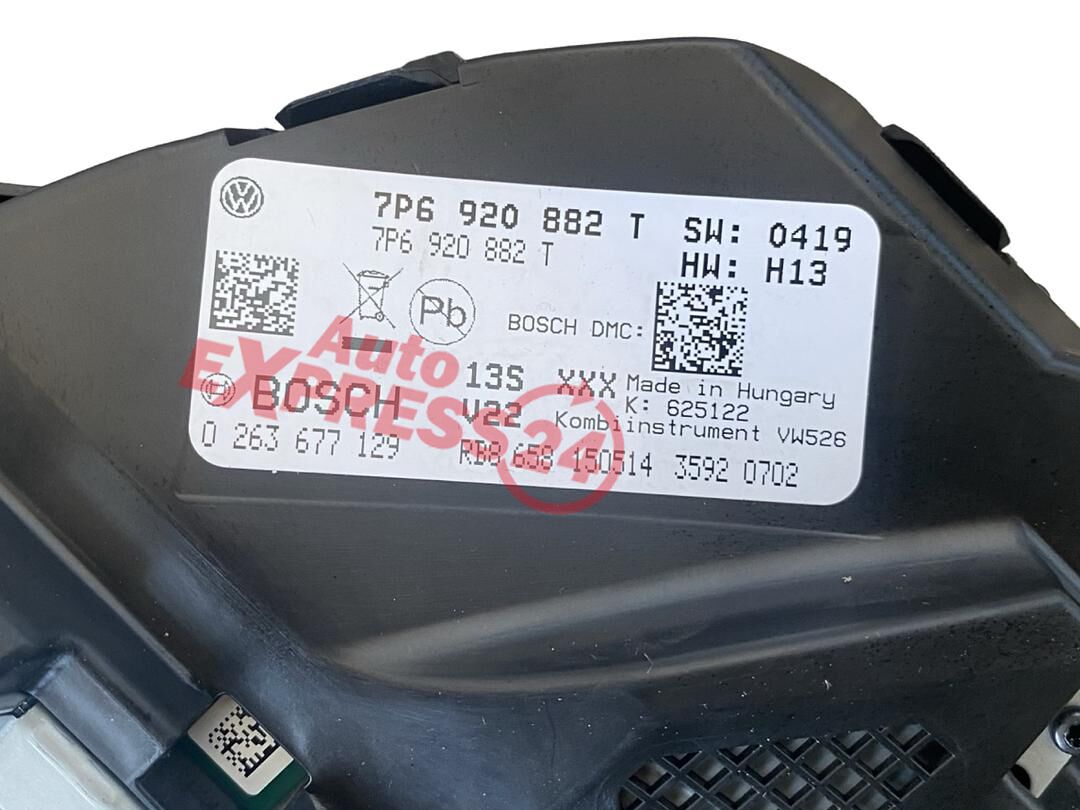 7P6 920 882 T SW: 0419
7P6 920 882 T HW: H13
Pb
BOSCH DMC:
135 XXX Made in Hungary
BOSCH V22 K: 625122
Kombiinstrument VW526
0 263 677 129 RB8 658 150514 3592 0702
Auto
EXPRESS24